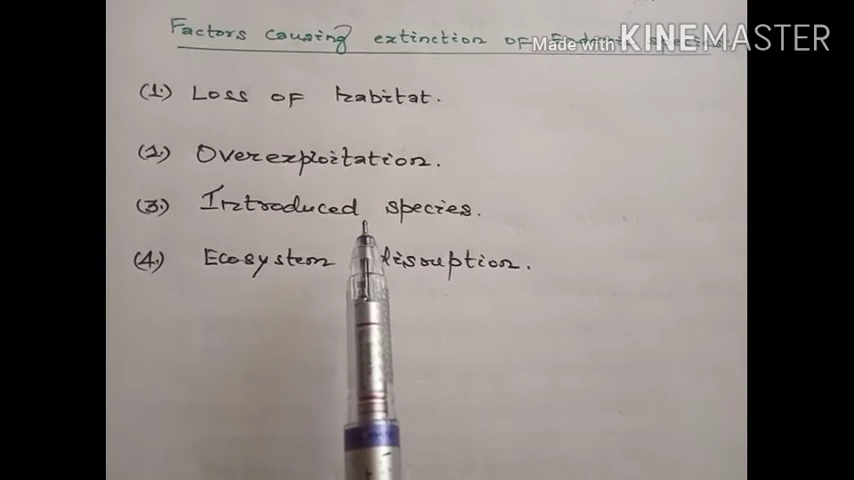 Factors causing extinction of
Made with KINEMASTER
(1.) Loss of habitat.
(2.) Overexploitation.
(3.) Introduced species.
(4.) Ecosystem disruption.